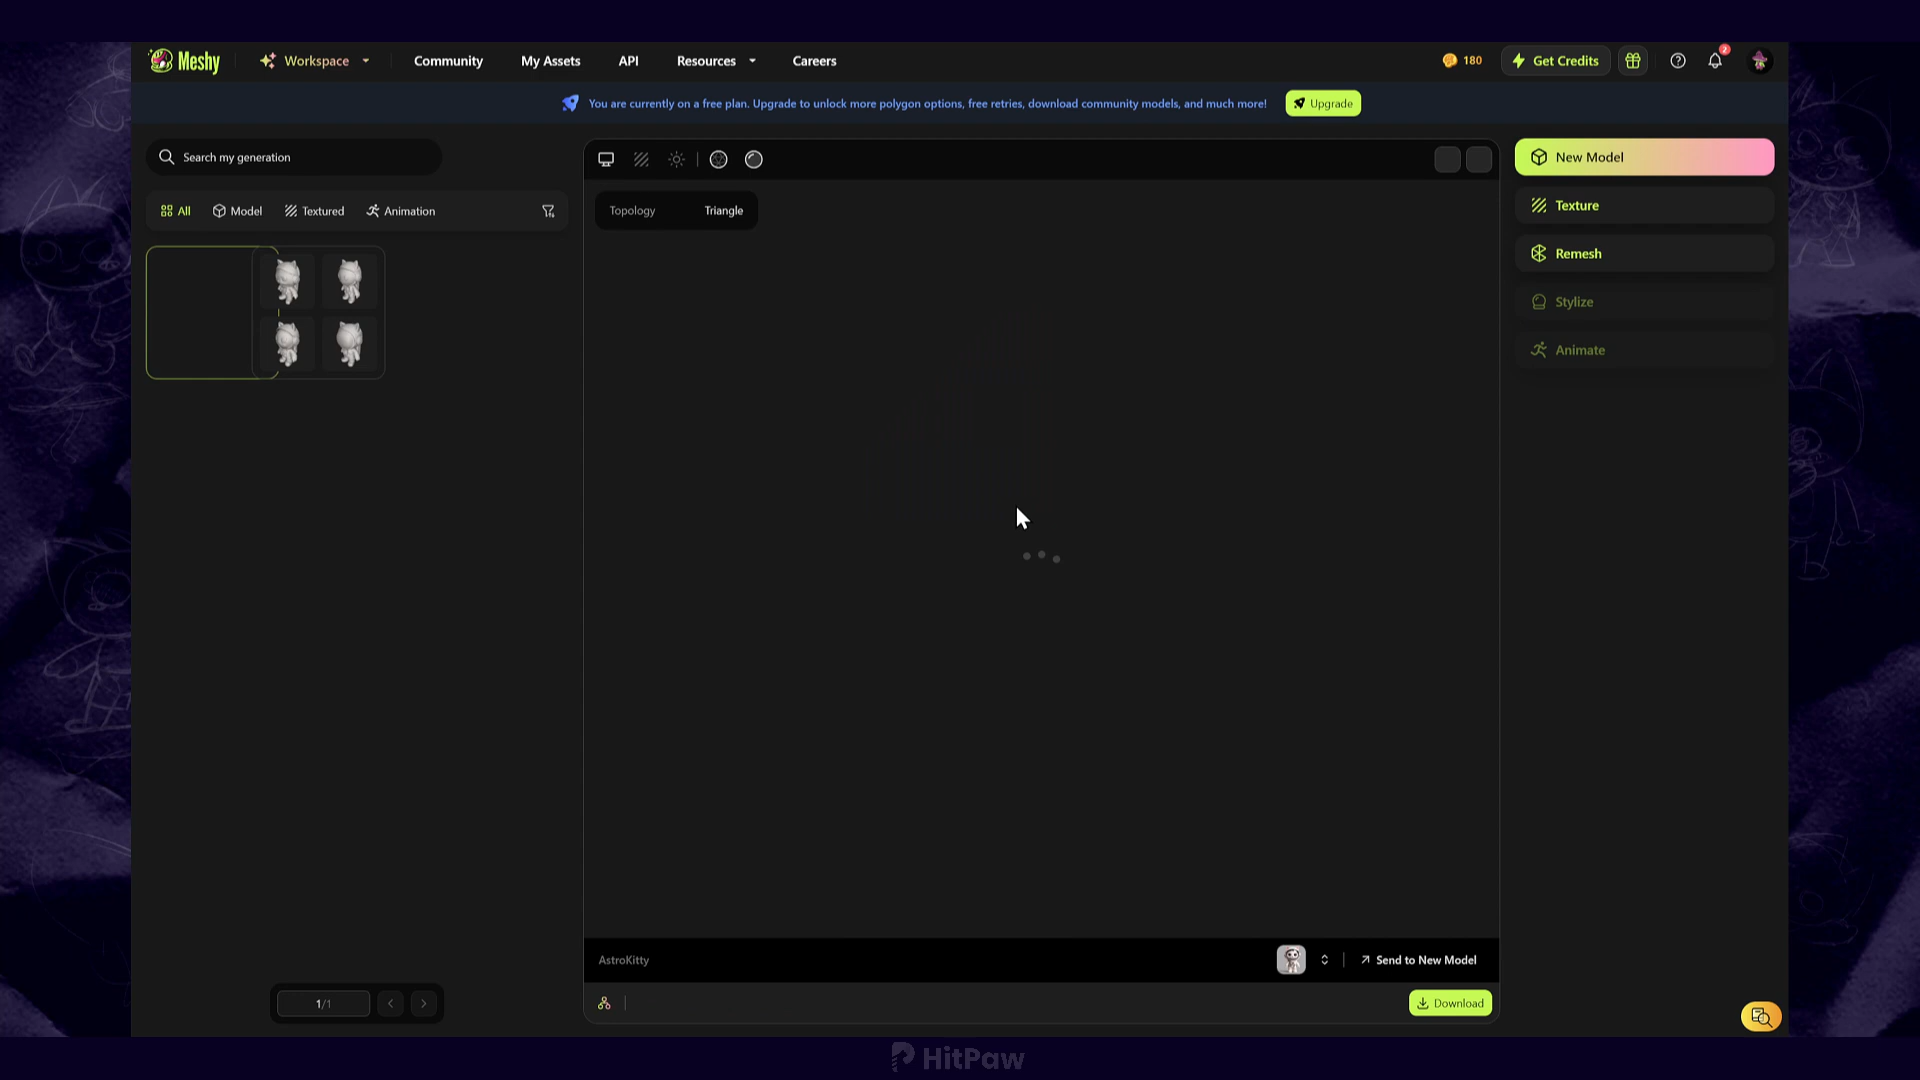 Meshy
Workspace
Community
My Assets
API
Resources
Careers
180
Get Credits
2
You are currently on a free plan. Upgrade to unlock more polygon options, free retries, download community models, and much more!
Upgrade
Search my generation
All
Model
Textured
Animation
Topology
Triangle
New Model
Texture
Remesh
Stylize
Animate
AstroKitty
Send to New Model
1/1
Download
HitPaw